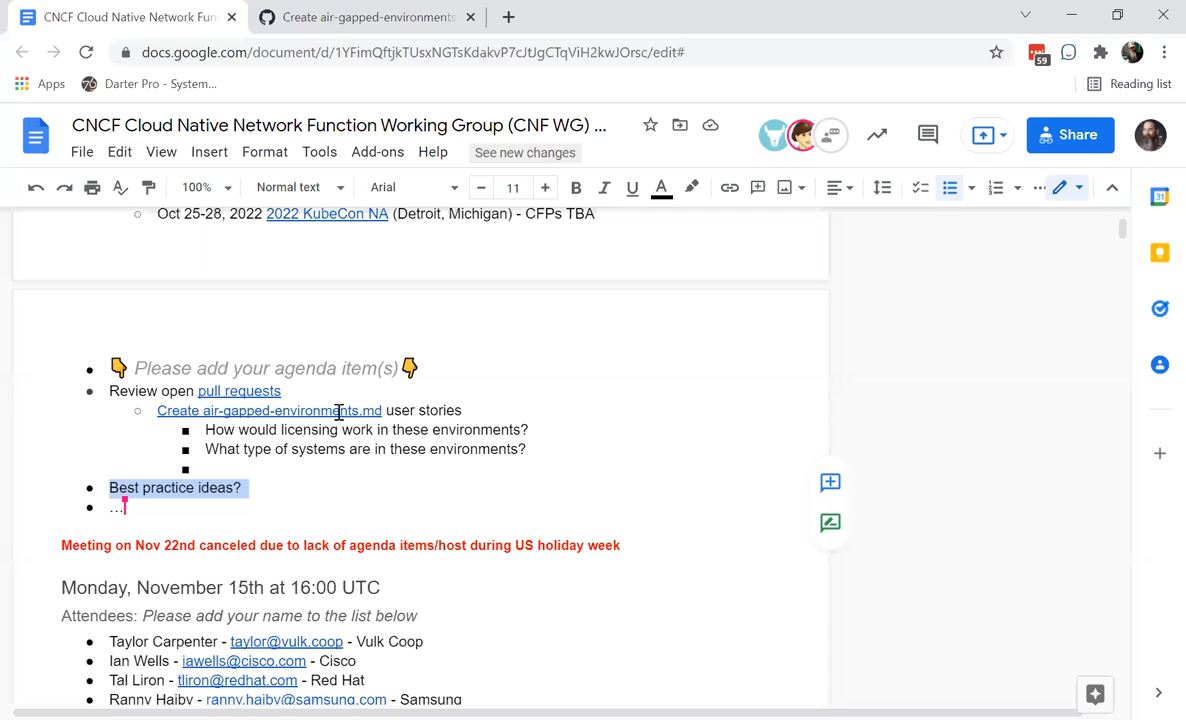 CNCF Cloud Native Network Fun
Create air-gapped-environments
docs.google.com/document/d/1YFimQftjkTUsxNGTsKdakvP7cJtJgCTqViH2kwJOrsc/edit#
59
Apps
76 Darter Pro - System...
Reading list
CNCF Cloud Native Network Function Working Group (CNF WG) ...
Share
File Edit View Insert Format Tools Add-ons Help See new changes
100% Normal text Arial 11 B I U A
31
Oct 25-28, 2022 2022 KubeCon NA (Detroit, Michigan) - CFPs TBA
👇 Please add your agenda item(s)👇
Review open pull requests
Create air-gapped-environments.md user stories
How would licensing work in these environments?
What type of systems are in these environments?
Best practice ideas?
...
Meeting on Nov 22nd canceled due to lack of agenda items/host during US holiday week
Monday, November 15th at 16:00 UTC
Attendees: Please add your name to the list below
Taylor Carpenter - taylor@vulk.coop - Vulk Coop
Ian Wells - iawells@cisco.com - Cisco
Tal Liron - tliron@redhat.com - Red Hat
Ranny Haiby - ranny.haiby@samsung.com - Samsung